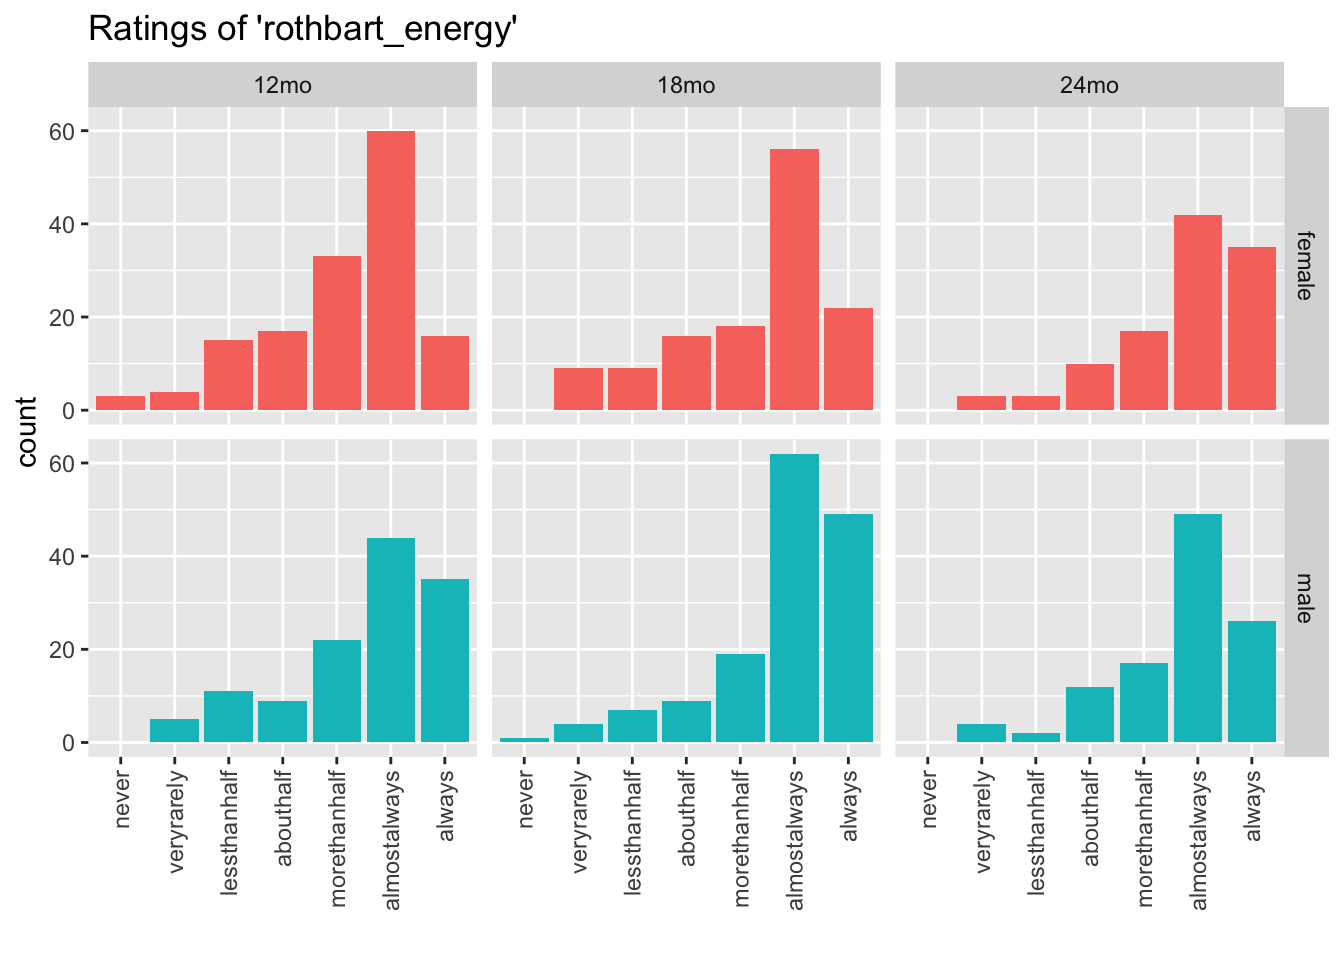 Ratings of 'rothbart_energy'
12mo 18mo 24mo
60
40
20
0
female
count
60
40
20
0
male
never veryrarely lessthanhalf abouthalf morethanhalf almostalways always never veryrarely lessthanhalf abouthalf morethanhalf almostalways always never veryrarely lessthanhalf abouthalf morethanhalf almostalways always